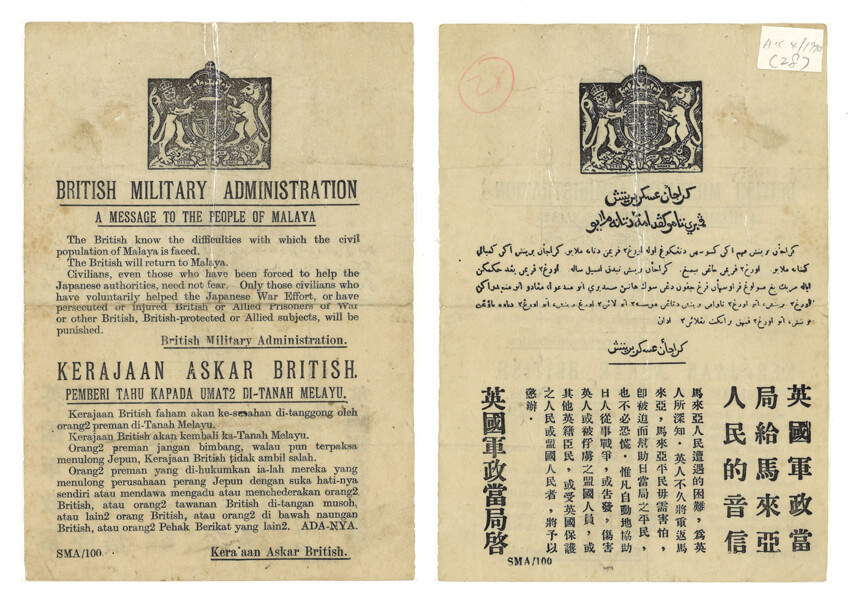 BRITISH MILITARY ADMINISTRATION
A MESSAGE TO THE PEOPLE OF MALAYA
The British know the difficulties with which the civil
population of Malaya is faced.
The British will return to Malaya.
Civilians, even those who have been forced to help the
Japanese authorities, need not fear. Only those civilians
who have voluntarily helped the Japanese War Effort, or have
persecuted or injured British or Allied Prisoners of War
or other British, British-protected or Allied subjects, will be
punished.
British Military Administration.
KERAJAAN ASKAR BRITISH.
PEMBERI TAHU KAPADA UMAT2 DI-TANAH MELAYU.
Kerajaan British faham akan ke-susahan di-tanggong oleh
orang2 preman di-Tanah Melayu.
Kerajaan British akan kembali ka-Tanah Melayu.
Orang2 preman jangan bimbang, walau pun terpaksa
menulong Jepun, Kerajaan British tidak ambil salah.
Orang2 preman yang di-hukumkan ia-lah mereka yang
menulong perusahaan perang Jepun dengan suka hati-nya
sendiri atau mendawa mengadu atau menchederakan orang2
British, atau orang2 tawanan British di-tangan musoh,
atau lain2 orang British, atau orang2 di bawah naungan
British, atau orang2 Pehak Berikat yang lain2. ADA-NYA.
SMA/100
Kera'aan Askar British.
A.K 4/1990
(28)
28
كراجأن عسكر بريتيش
كراجأن عسكر بريتيش
英國軍政當
局給馬來亞
人民的音信
馬來亞人民遭遇的困難，爲英
人所深知．英人不久將重返馬
來亞，馬來亞平民毋需害怕，
卽被迫而幫助日當局之平民，
也不必恐慌．惟凡自動地協助
日人從事戰爭，或告發，傷害
英人或被俘虜之盟國人員，或
其他英籍臣民，或受英國保護
之人民或盟國人民者，將予以
懲辦．
英國軍政當局啓
SMA/100